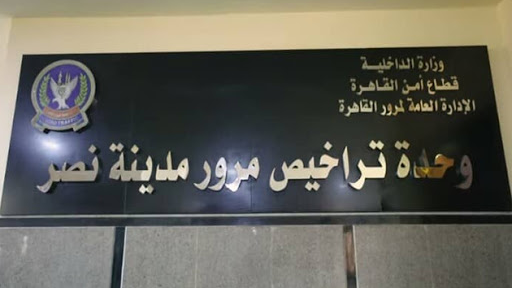 وزارة الداخلية
قطاع أمن القاهرة
الإدارة العامة لمرور القاهرة
وحدة تراخيص مرور مدينة نصر